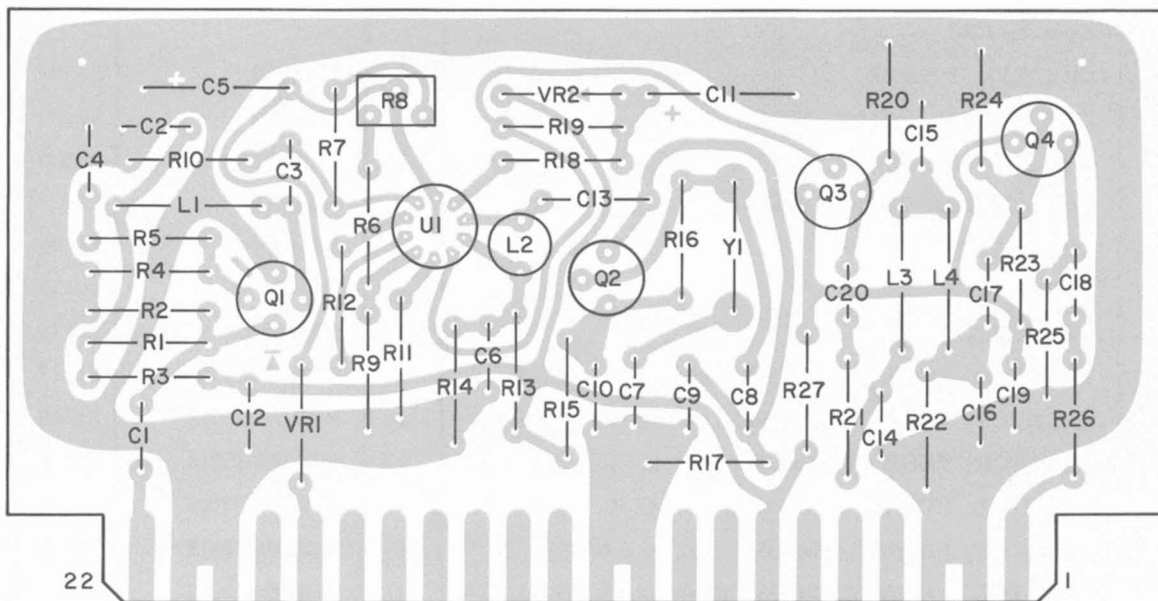 + C5 R8 VR2 C11 + R20 R24
C2 R19 C15 Q4
C4 R10 C3 R7 R18
L1 R6 U1 C13 Q3
R5 L2 R16 Y1
R4 R23
R2 Q1 R12 Q2 C20 L3 L4 C17 C18
R1 R9 R11 C6 R25
R3 R14 R13 C10 C7 C9 C8 R27 C19
C1 C12 VR1 R15 R21 C14 R22 C16 R26
R17
22 1